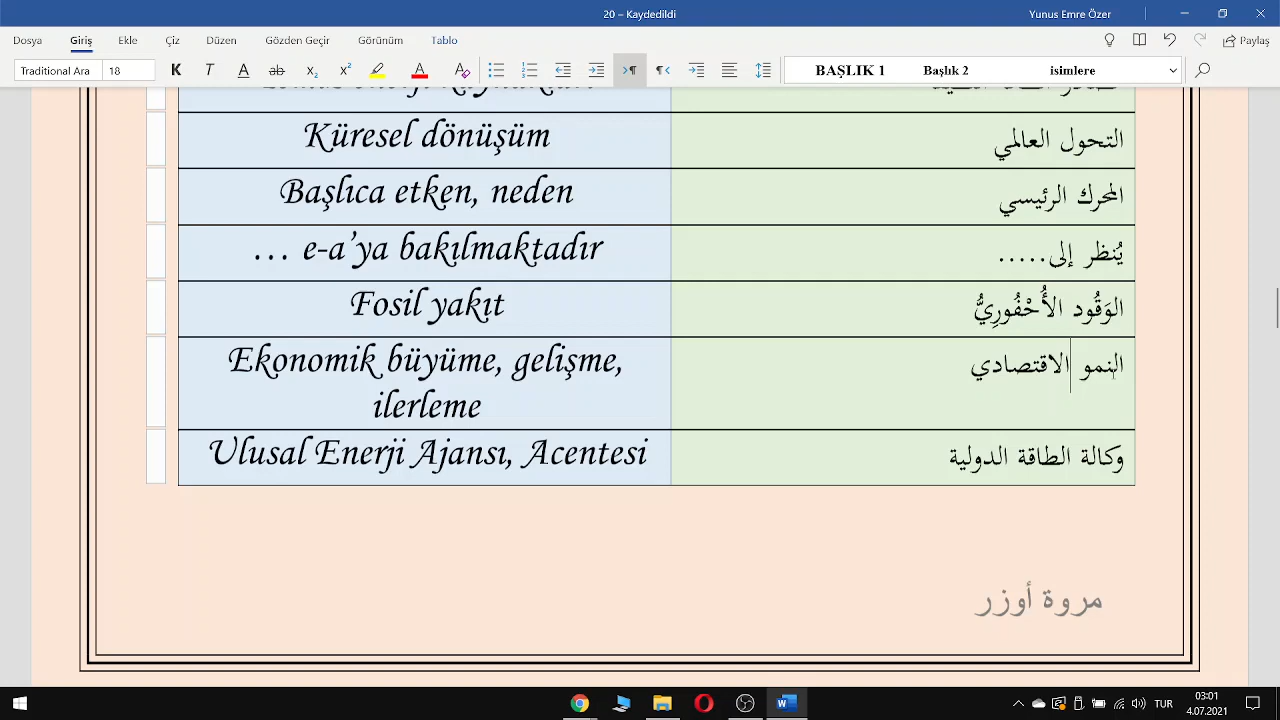 20 – Kaydedildi
Yunus Emre Özer
Dosya Giriş Ekle Çiz Düzen Gözden Geçir Görünüm Tablo Paylaş
Traditional Ara 18 K T A ab x₂ x² A A BAŞLIK 1 Başlık 2 isimlere
Küresel dönüşüm التحول العالمي
Başlıca etken, neden المحرك الرئيسي
… e-a’ya bakılmaktadır يُنظر إلى.....
Fosil yakıt الوَقُود الأُحْفُورِيُّ
Ekonomik büyüme, gelişme, النمو الاقتصادي
ilerleme
Ulusal Enerji Ajansı, Acentesi وكالة الطاقة الدولية
مروة أوزر
TUR 03:01
4.07.2021